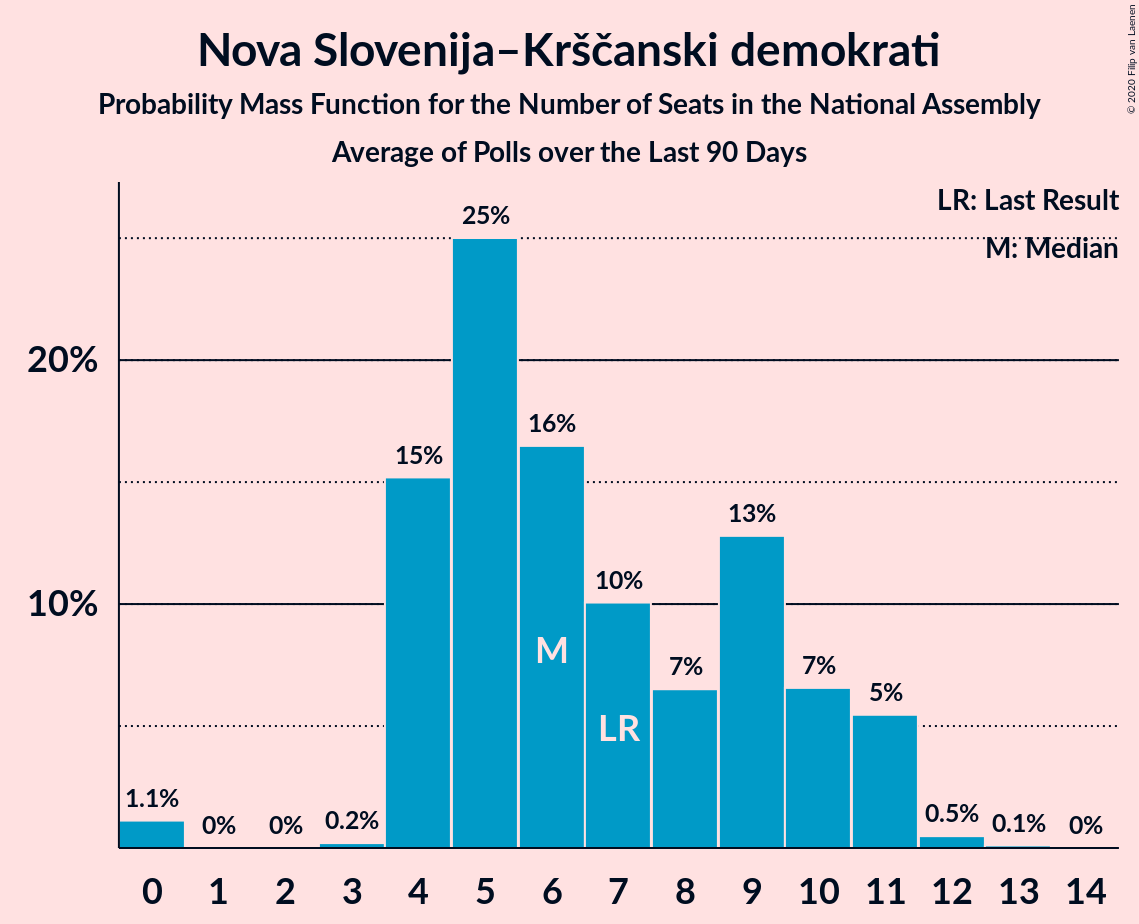 Nova Slovenija–Krščanski demokrati
Probability Mass Function for the Number of Seats in the National Assembly
Average of Polls over the Last 90 Days
© 2020 Filip van Laenen
LR: Last Result
M: Median
20%
10%
1.1%
0%
0%
0.2%
15%
25%
16%
10%
7%
13%
7%
5%
0.5%
0.1%
0%
M
LR
0 1 2 3 4 5 6 7 8 9 10 11 12 13 14